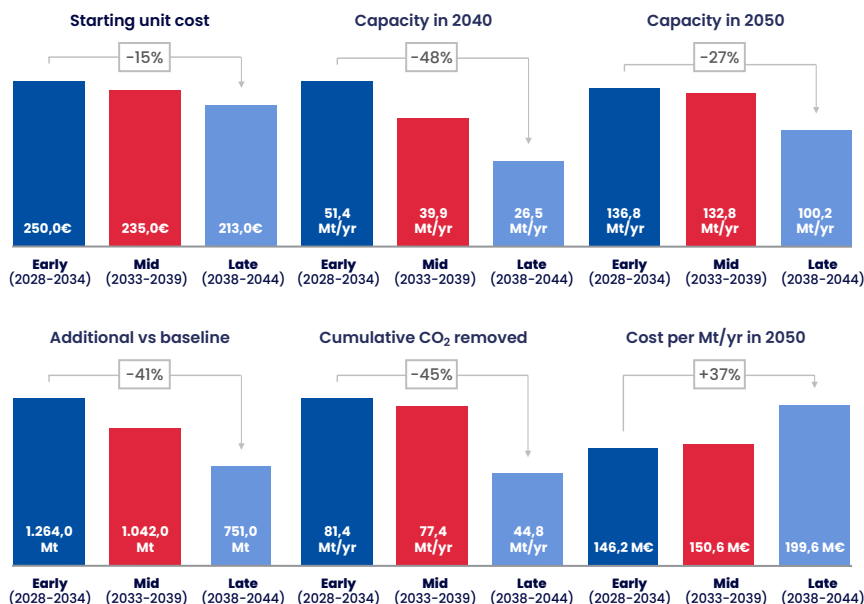 Starting unit cost
-15%
250,0€
235,0€
213,0€
Early
(2028-2034)
Mid
(2033-2039)
Late
(2038-2044)
Capacity in 2040
-48%
51,4
Mt/yr
39,9
Mt/yr
26,5
Mt/yr
Early
(2028-2034)
Mid
(2033-2039)
Late
(2038-2044)
Capacity in 2050
-27%
136,8
Mt/yr
132,8
Mt/yr
100,2
Mt/yr
Early
(2028-2034)
Mid
(2033-2039)
Late
(2038-2044)
Additional vs baseline
-41%
1.264,0
Mt
1.042,0
Mt
751,0
Mt
Early
(2028-2034)
Mid
(2033-2039)
Late
(2038-2044)
Cumulative CO₂ removed
-45%
81,4
Mt/yr
77,4
Mt/yr
44,8
Mt/yr
Early
(2028-2034)
Mid
(2033-2039)
Late
(2038-2044)
Cost per Mt/yr in 2050
+37%
146,2 M€
150,6 M€
199,6 M€
Early
(2028-2034)
Mid
(2033-2039)
Late
(2038-2044)